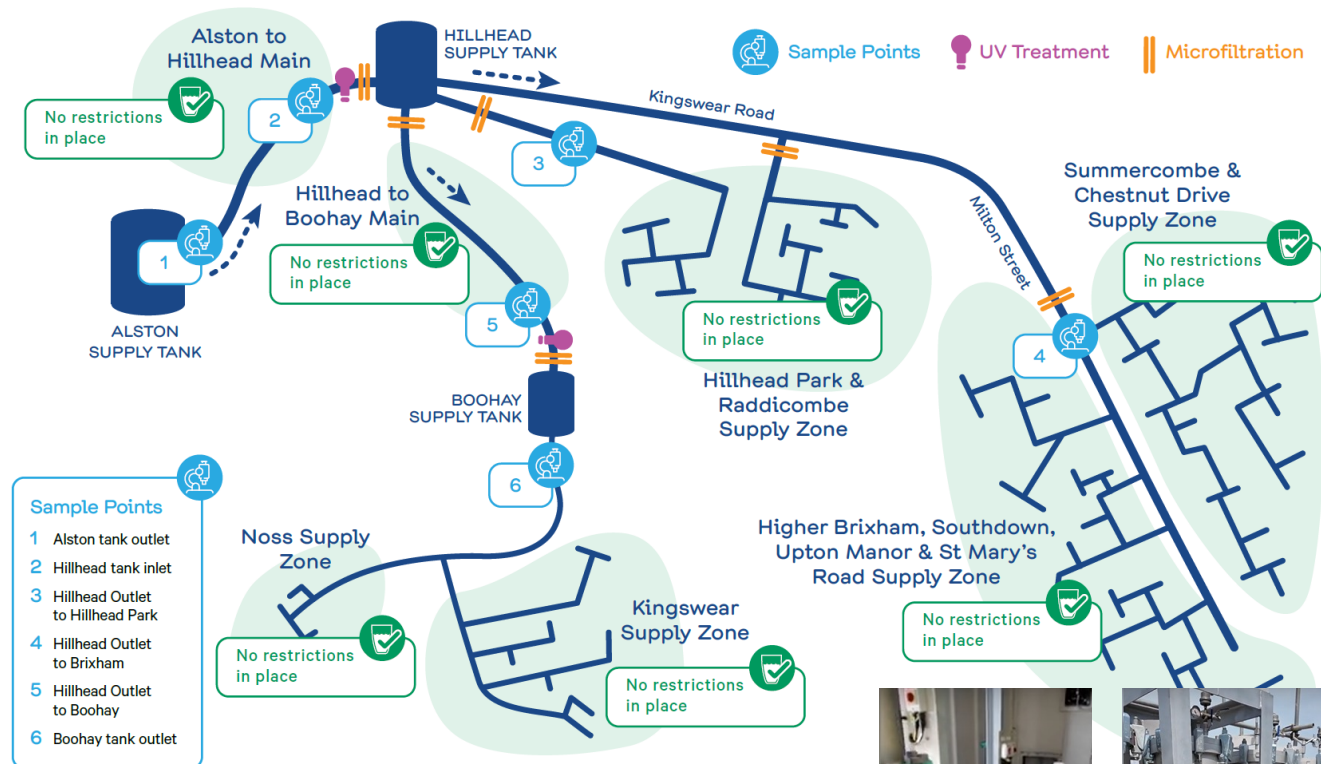 Alston to
Hillhead Main
No restrictions
in place
2
HILLHEAD
SUPPLY TANK
Sample Points
UV Treatment
Microfiltration
Kingswear Road
3
1
ALSTON
SUPPLY TANK
Hillhead to
Boohay Main
No restrictions
in place
5
No restrictions
in place
Hillhead Park &
Raddicombe
Supply Zone
Milton Street
Summercombe &
Chestnut Drive
Supply Zone
No restrictions
in place
4
BOOHAY
SUPPLY TANK
6
Sample Points
1 Alston tank outlet
2 Hillhead tank inlet
3 Hillhead Outlet
to Hillhead Park
4 Hillhead Outlet
to Brixham
5 Hillhead Outlet
to Boohay
6 Boohay tank outlet
Noss Supply
Zone
No restrictions
in place
Kingswear
Supply Zone
No restrictions
in place
Higher Brixham, Southdown,
Upton Manor & St Mary's
Road Supply Zone
No restrictions
in place